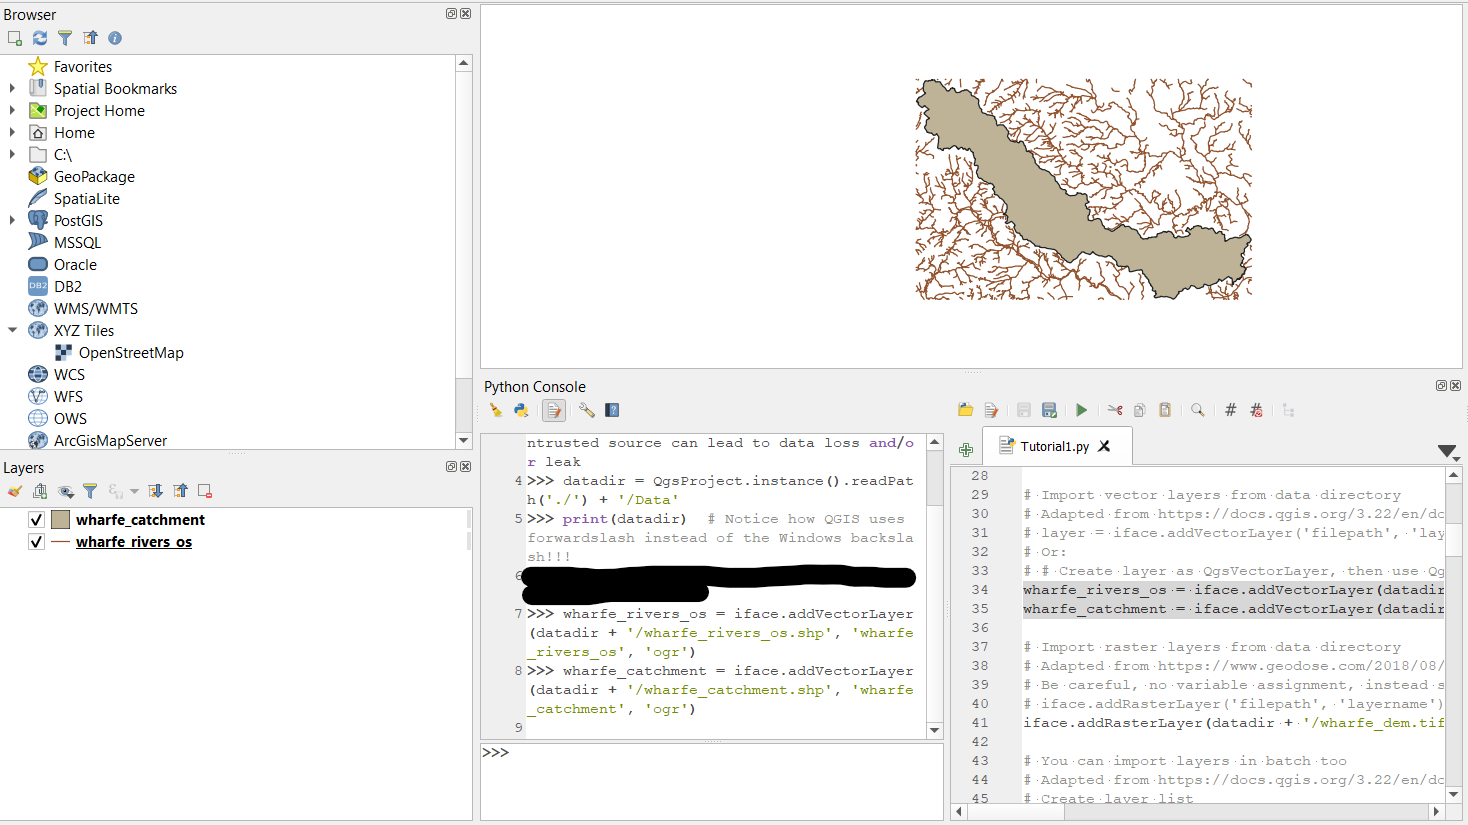 Browser
Favorites
Spatial Bookmarks
Project Home
Home
C:\
GeoPackage
SpatiaLite
PostGIS
MSSQL
Oracle
DB2
DB2
WMS/WMTS
XYZ Tiles
OpenStreetMap
WCS
WFS
OWS
ArcGisMapServer
Layers
wharfe_catchment
wharfe_rivers_os
Python Console
ntrusted source can lead to data loss and/o
r leak
4 >>> datadir = QgsProject.instance().readPat
h('./') + '/Data'
5 >>> print(datadir)  # Notice how QGIS uses
forwardslash instead of the Windows backsla
sh!!!
6
7 >>> wharfe_rivers_os = iface.addVectorLayer
(datadir + '/wharfe_rivers_os.shp', 'wharfe
_rivers_os', 'ogr')
8 >>> wharfe_catchment = iface.addVectorLayer
(datadir + '/wharfe_catchment.shp', 'wharfe
_catchment', 'ogr')
9
>>>
Tutorial1.py
28
29 # Import vector layers from data directory
30 # Adapted from https://docs.qgis.org/3.22/en/do
31 # layer = iface.addVectorLayer('filepath', 'lay
32 # Or:
33 # # Create layer as QgsVectorLayer, then use Qg
34 wharfe_rivers_os = iface.addVectorLayer(datadir
35 wharfe_catchment = iface.addVectorLayer(datadir
36
37 # Import raster layers from data directory
38 # Adapted from https://www.geodose.com/2018/08/
39 # Be careful, no variable assignment, instead s
40 # iface.addRasterLayer('filepath', 'layername')
41 iface.addRasterLayer(datadir + '/wharfe_dem.tif
42
43 # You can import layers in batch too
44 # Adapted from https://docs.qgis.org/3.22/en/do
45 # Create layer list